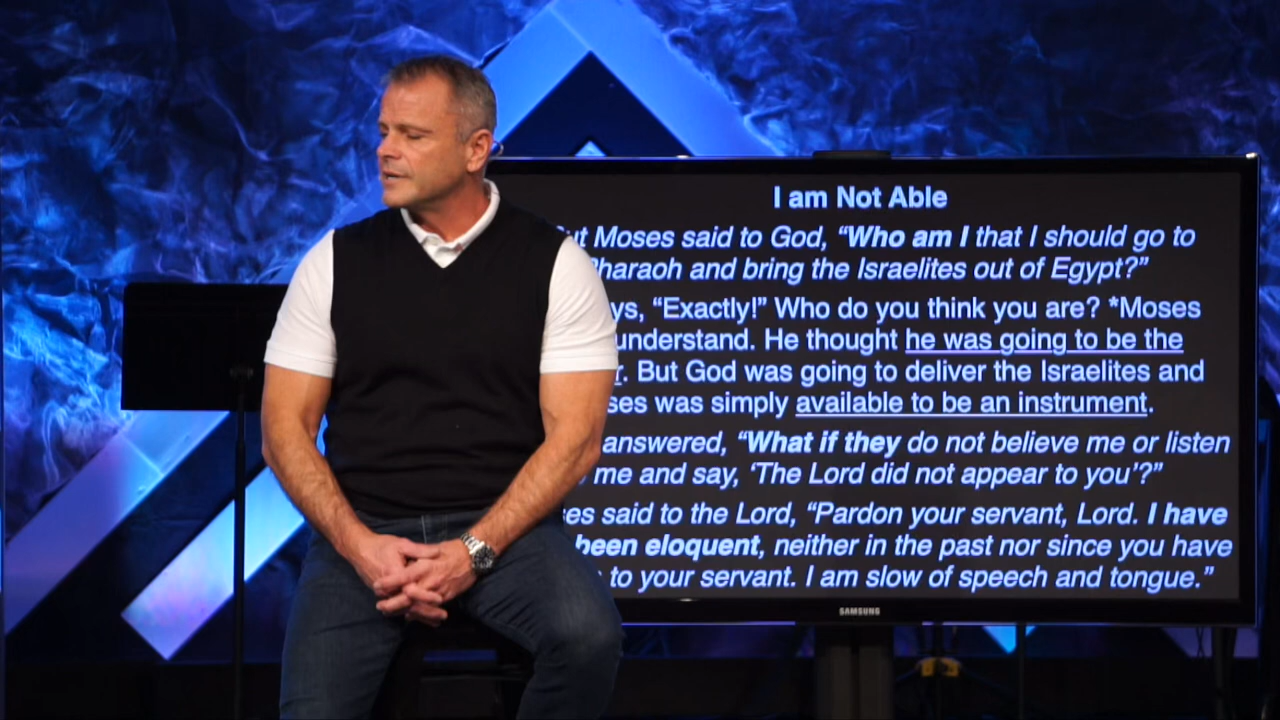 I am Not Able
ut Moses said to God, “Who am I that I should go to
Pharaoh and bring the Israelites out of Egypt?”
ys, “Exactly!” Who do you think you are? *Moses
understand. He thought he was going to be the
r. But God was going to deliver the Israelites and
ses was simply available to be an instrument.
answered, “What if they do not believe me or listen
me and say, ‘The Lord did not appear to you’?”
ses said to the Lord, “Pardon your servant, Lord. I have
been eloquent, neither in the past nor since you have
to your servant. I am slow of speech and tongue.”
SAMSUNG